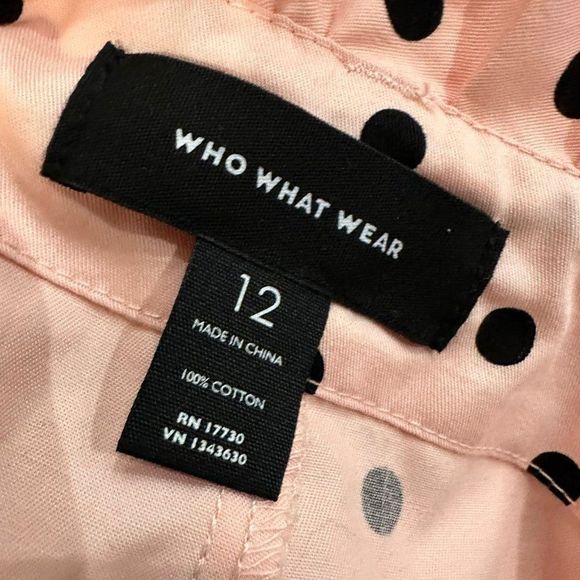 WHO WHAT WEAR
12
MADE IN CHINA
100% COTTON
RN 17730
VN 1343630